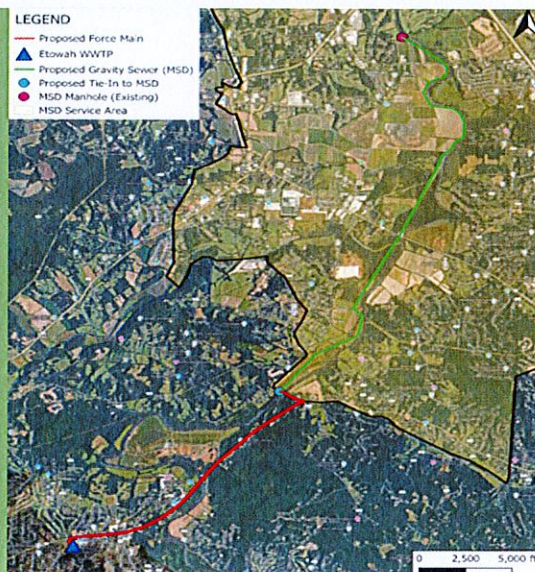 LEGEND
Proposed Force Main
Etowah WWTP
Proposed Gravity Sewer (MSD)
Proposed Tie-In to MSD
MSD Manhole (Existing)
MSD Service Area
0 2,500 5,000 ft